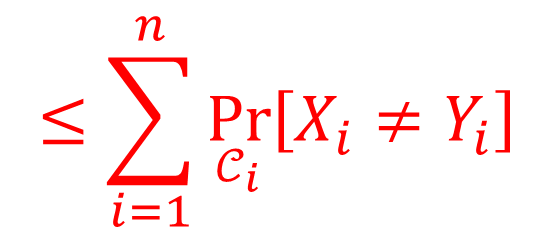 ≤ ∑_{i=1}^{n} Pr_{𝒞_i}[X_i ≠ Y_i]